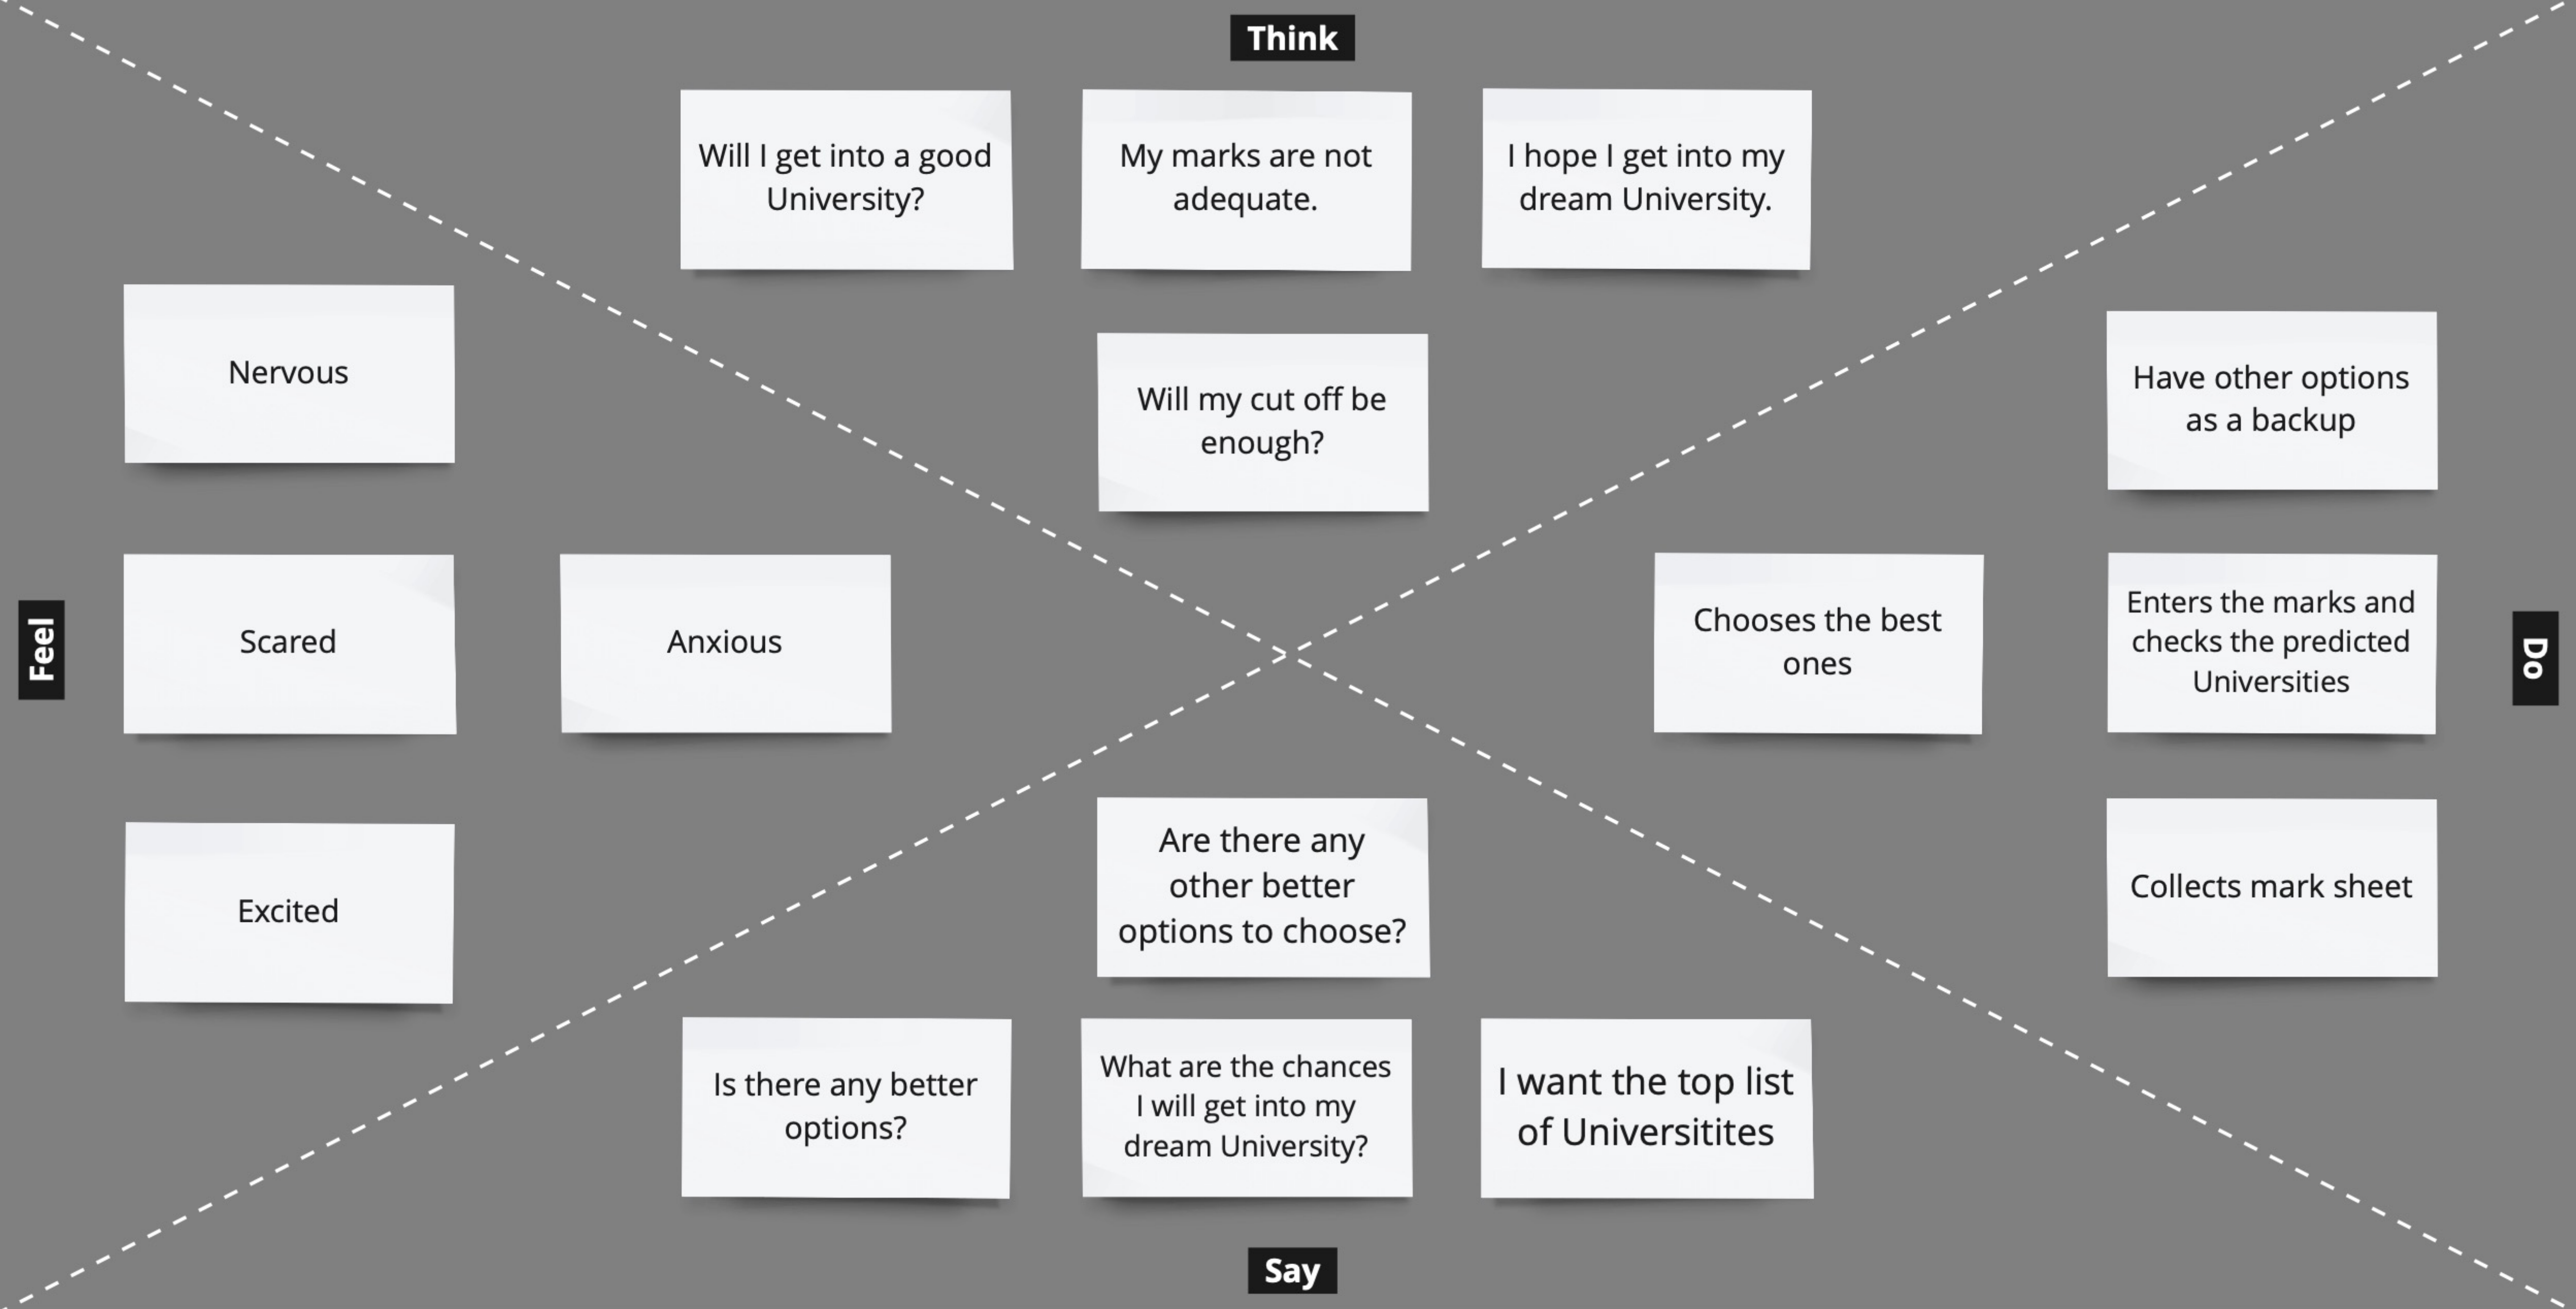 Think
Will I get into a good
University?
My marks are not
adequate.
I hope I get into my
dream University.
Will my cut off be
enough?
Feel
Nervous
Scared
Anxious
Excited
Do
Have other options
as a backup
Chooses the best
ones
Enters the marks and
checks the predicted
Universities
Collects mark sheet
Are there any
other better
options to choose?
Is there any better
options?
What are the chances
I will get into my
dream University?
I want the top list
of Universitites
Say